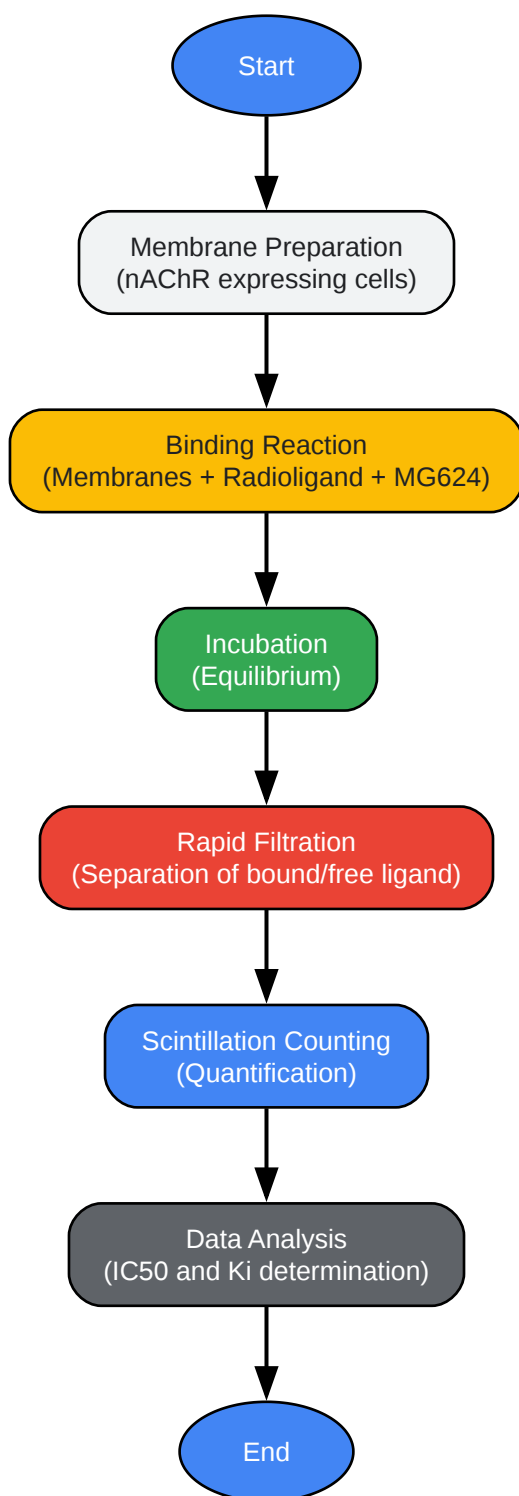 Start
Membrane Preparation
(nAChR expressing cells)
Binding Reaction
(Membranes + Radioligand + MG624)
Incubation
(Equilibrium)
Rapid Filtration
(Separation of bound/free ligand)
Scintillation Counting
(Quantification)
Data Analysis
(IC50 and Ki determination)
End